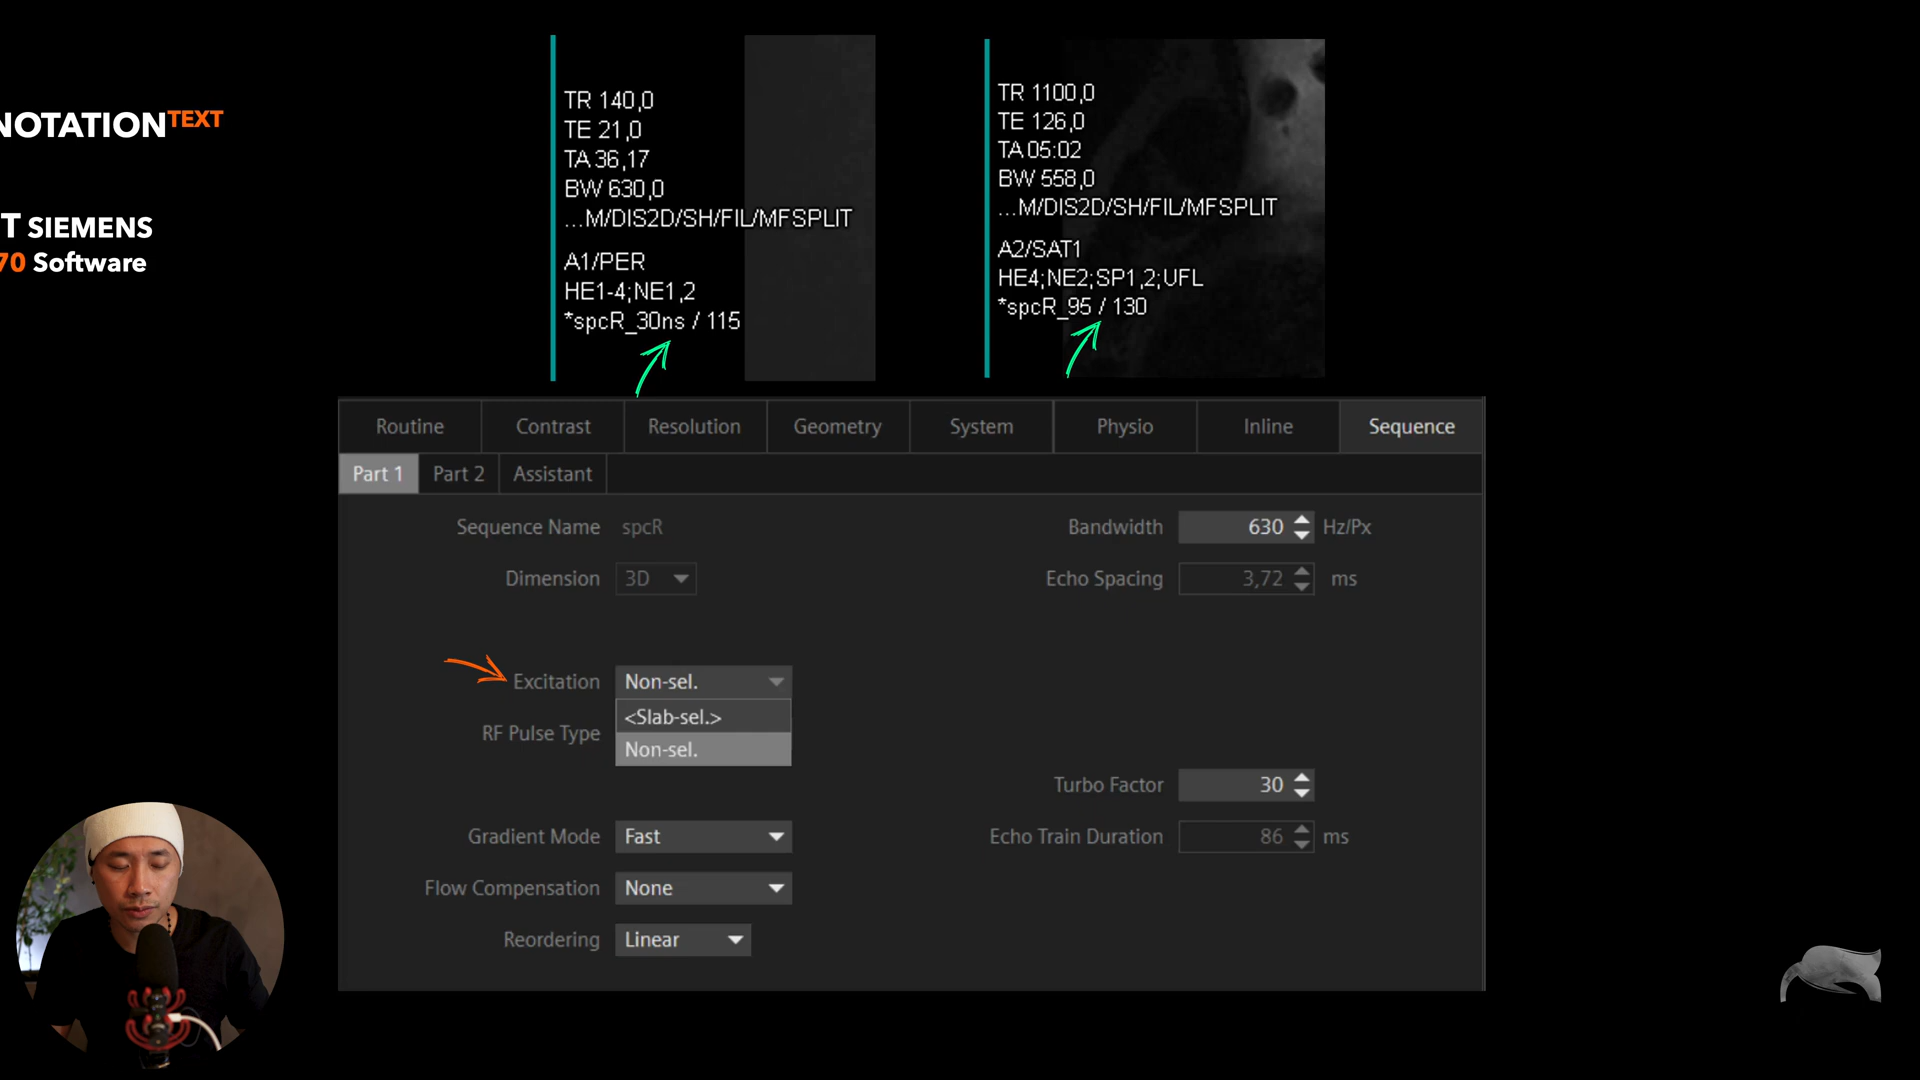 NOTATIONTEXT
T SIEMENS
70 Software
TR 140,0
TE 21,0
TA 36,17
BW 630,0
...M/DIS2D/SH/FIL/MFSPLIT
A1/PER
HE1-4;NE1,2
*spcR_30ns / 115
TR 1100,0
TE 126,0
TA 05:02
BW 558,0
...M/DIS2D/SH/FIL/MFSPLIT
A2/SAT1
HE4;NE2;SP1,2;UFL
*spcR_95 / 130
Routine Contrast Resolution Geometry System Physio Inline Sequence
Part 1 Part 2 Assistant
Sequence Name spcR
Bandwidth 630 Hz/Px
Dimension 3D
Echo Spacing 3,72 ms
Excitation Non-sel.
<Slab-sel.>
RF Pulse Type
Non-sel.
Turbo Factor 30
Gradient Mode Fast
Echo Train Duration 86 ms
Flow Compensation None
Reordering Linear